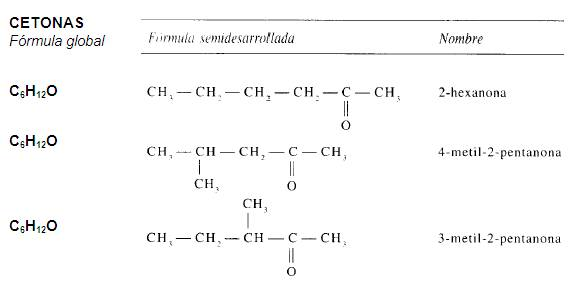 CETONAS
Fórmula global
Fórmula semidesarrollada
Nombre
C₆H₁₂O
CH₃—CH₂—CH₂—CH₂—C—CH₃
||
O
2-hexanona
C₆H₁₂O
CH₃—CH—CH₂—C—CH₃
|
||
CH₃
O
4-metil-2-pentanona
C₆H₁₂O
CH₃
|
CH₃—CH₂—CH—C—CH₃
||
O
3-metil-2-pentanona